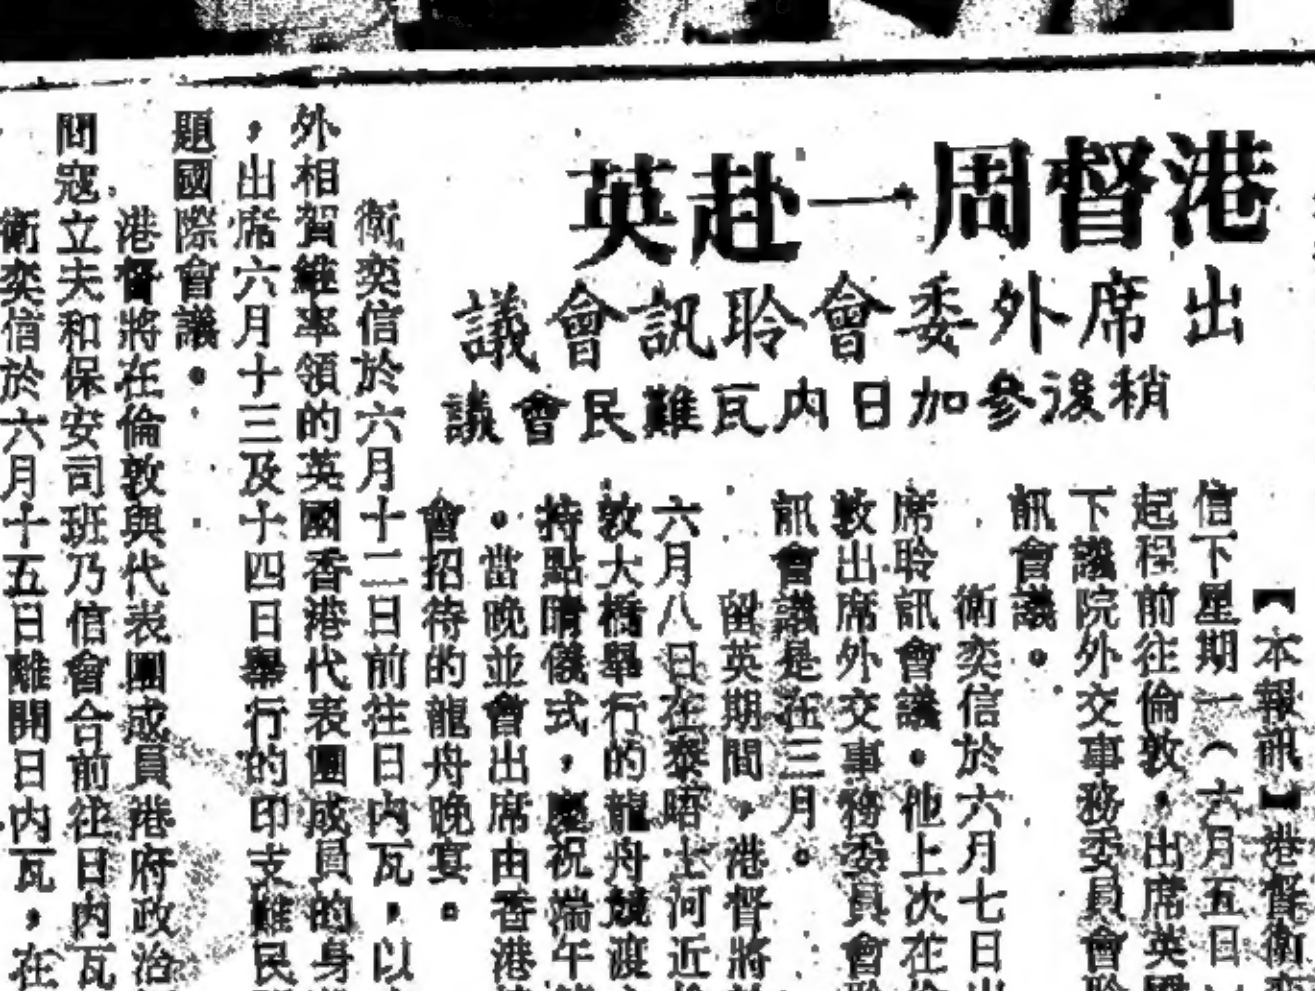 港督周一赴英
出席外委會聆訊會議
稍後參加日內瓦難民會議
【本報訊】港督衛奕
信下星期一（六月五日
起程前往倫敦，出席英國
下議院外交事務委員會聆
訊會議。
衛奕信於六月七日出
席聆訊會議。他上次在倫
敦出席外交事務委員會聆
訊會議是在三月。
留英期間，港督將
六月八日在泰晤士河近
敦大橋舉行的龍舟競渡
持點睛儀式，慶祝端午節
。當晚並會出席由香港
會招待的龍舟晚宴。
衛奕信於六月十二日前往日內瓦，以
外相賀維率領的英國香港代表團成員的身
，出席六月十三及十四日舉行的印支難民
題國際會議。
港督將在倫敦與代表團成員港府政治
問寇立夫和保安司班乃信會合前往日內瓦
衛奕信於六月十五日離開日內瓦，在